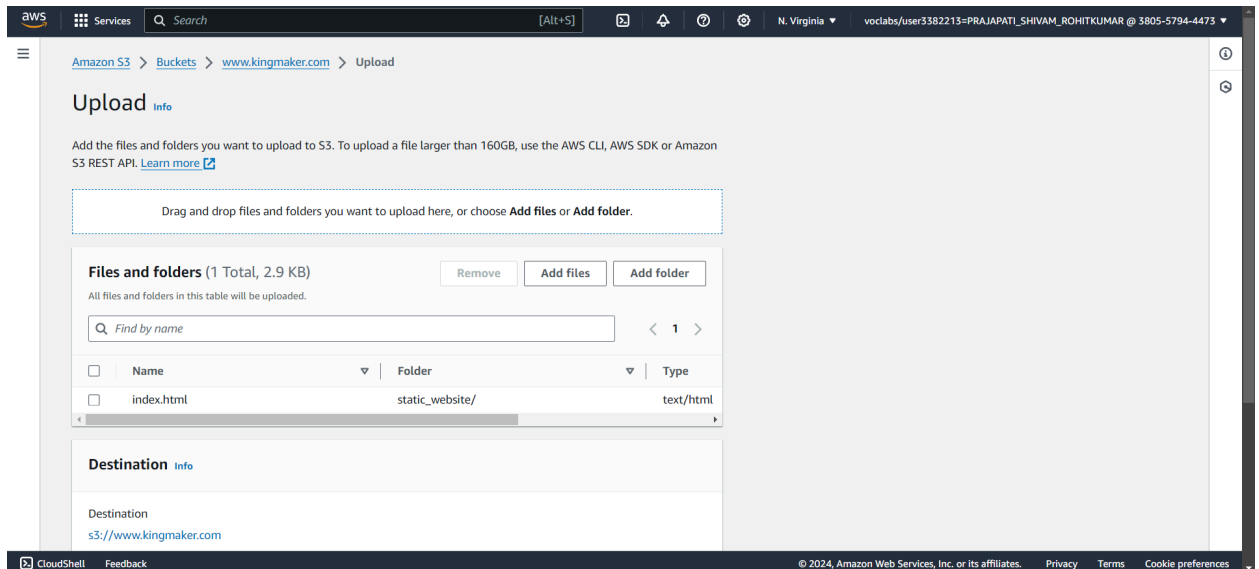 aws Services Search [Alt+S] N. Virginia ▼ voclabs/user3382213=PRAJAPATI_SHIVAM_ROHITKUMAR @ 3805-5794-4473 ▼
Amazon S3 > Buckets > www.kingmaker.com > Upload
Upload Info
Add the files and folders you want to upload to S3. To upload a file larger than 160GB, use the AWS CLI, AWS SDK or Amazon
S3 REST API. Learn more
Drag and drop files and folders you want to upload here, or choose Add files or Add folder.
Files and folders (1 Total, 2.9 KB) Remove Add files Add folder
All files and folders in this table will be uploaded.
Find by name < 1 >
Name Folder Type
index.html static_website/ text/html
Destination Info
Destination
s3://www.kingmaker.com
CloudShell Feedback © 2024, Amazon Web Services, Inc. or its affiliates. Privacy Terms Cookie preferences